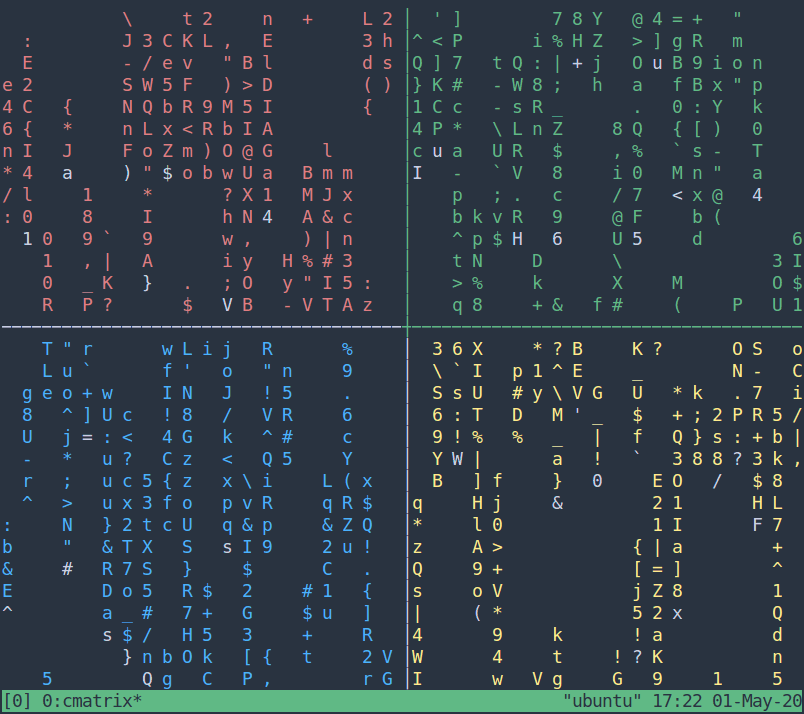 \ t 2 n + L 2 ' ] 7 8 Y @ 4 = + "
: J 3 C K L , E 3 h ^ < P i % H Z > ] g R m
E - / e v " B l d s Q ] 7 t Q : | + j O u B 9 i o n
e 2 S W 5 F ) > D ( ) } K # - W 8 ; h a f B x " p
4 C { N Q b R 9 M 5 I { 1 C c - s R _ . 0 : Y k
6 { * n L x < R b I A 4 P * \ L n Z 8 Q { [ ) 0
n I J F o Z m ) O @ G l c u a U R $ , % ` s - T
* 4 a ) " $ o b w U a B m m I - ` V 8 i 0 M n " a
/ l 1 * ? X 1 M J x p ; . c / 7 < x @ 4
: 0 8 I h N 4 A & c b k v R 9 @ F b (
1 0 9 ` 9 w , ) | n ^ p $ H 6 U 5 d 6
1 , | A i y H % # 3 t N D \ 3 I
0 _ K } . ; O y " I 5 : > % k X M O $
R P ? $ V B - V T A z q 8 + & f # ( P U 1
T " r w L i j R % 3 6 X * ? B K ? O S o
L u ` f ' o " n 9 \ ` I p 1 ^ E _ N - C
g e o + w I N J ! 5 . S s U # y \ V G U * k . 7 i
8 ^ ] U c ! 8 / V R 6 6 : T D M ' _ $ + ; 2 P R 5 /
U j = : < 4 G k ^ # c 9 ! % % _ | f Q } s : + b |
- * u ? C z < Q 5 Y Y W | a ! ` 3 8 8 ? 3 k ,
r ; u c 5 { z x \ i L ( x B ] f } 0 E O / $ 8
^ > u x 3 f o p v R q R $ q H j & 2 1 H L
: N } 2 t c U q & p & Z Q * l 0 1 I F 7
b " & T X S s I 9 2 u ! z A > { | a +
& # R 7 S } $ C . Q 9 + [ = ] ^
E D o 5 R $ 2 # 1 { s o V j Z 8 1
^ a _ # 7 + G $ u ] | ( * 5 2 x Q
s $ / H 5 3 + R 4 9 k ! a d
} n b O k [ { t 2 V W 4 t ! ? K n
5 Q g C P , r G I w V g G 9 1 5
[0] 0:cmatrix* "ubuntu" 17:22 01-May-20